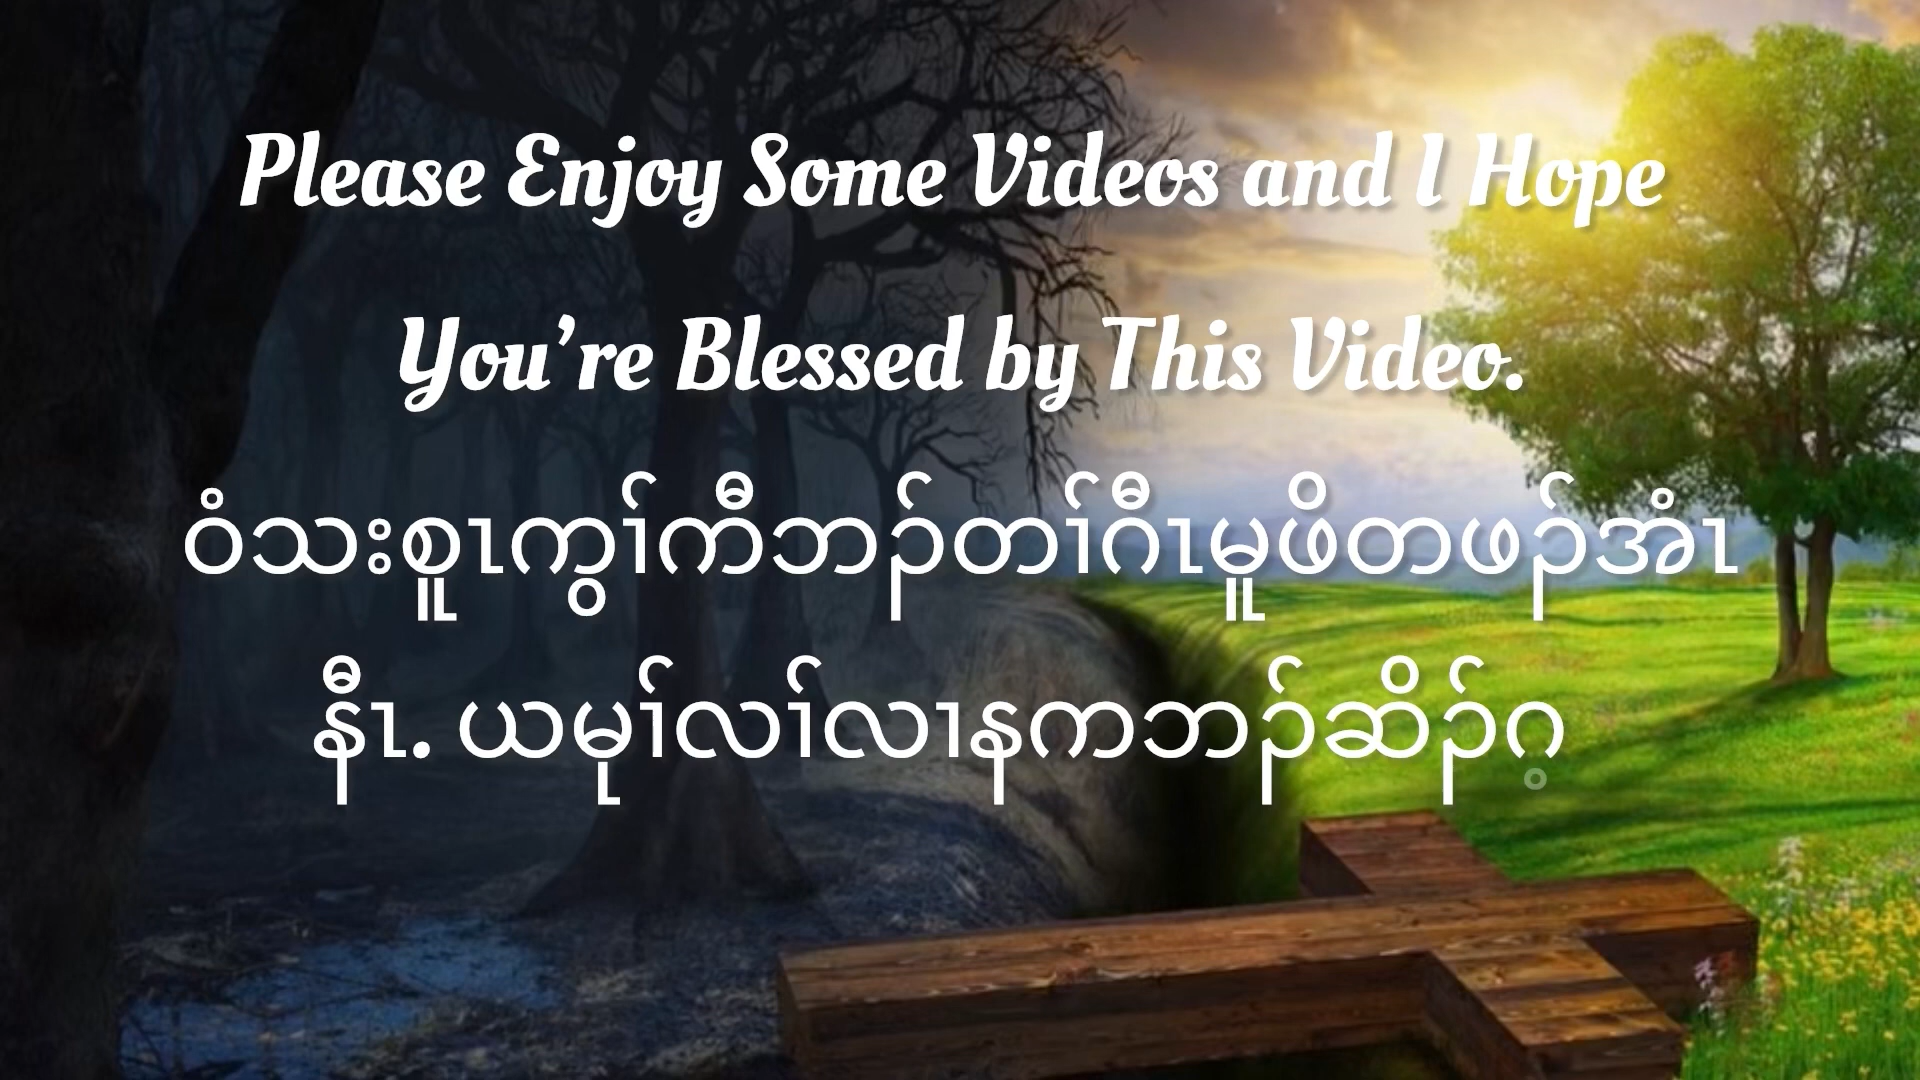 Please Enjoy Some Videos and I Hope
You're Blessed by This Video.
ဝံသးစူၤကွၢ်ကီဘၣ်တၢ်ဂီၤမူဖိတဖၣ်အံၤ
နီၤ. ယမုၢ်လၢ်လၢနကဘၣ်ဆိၣ်ဂ့